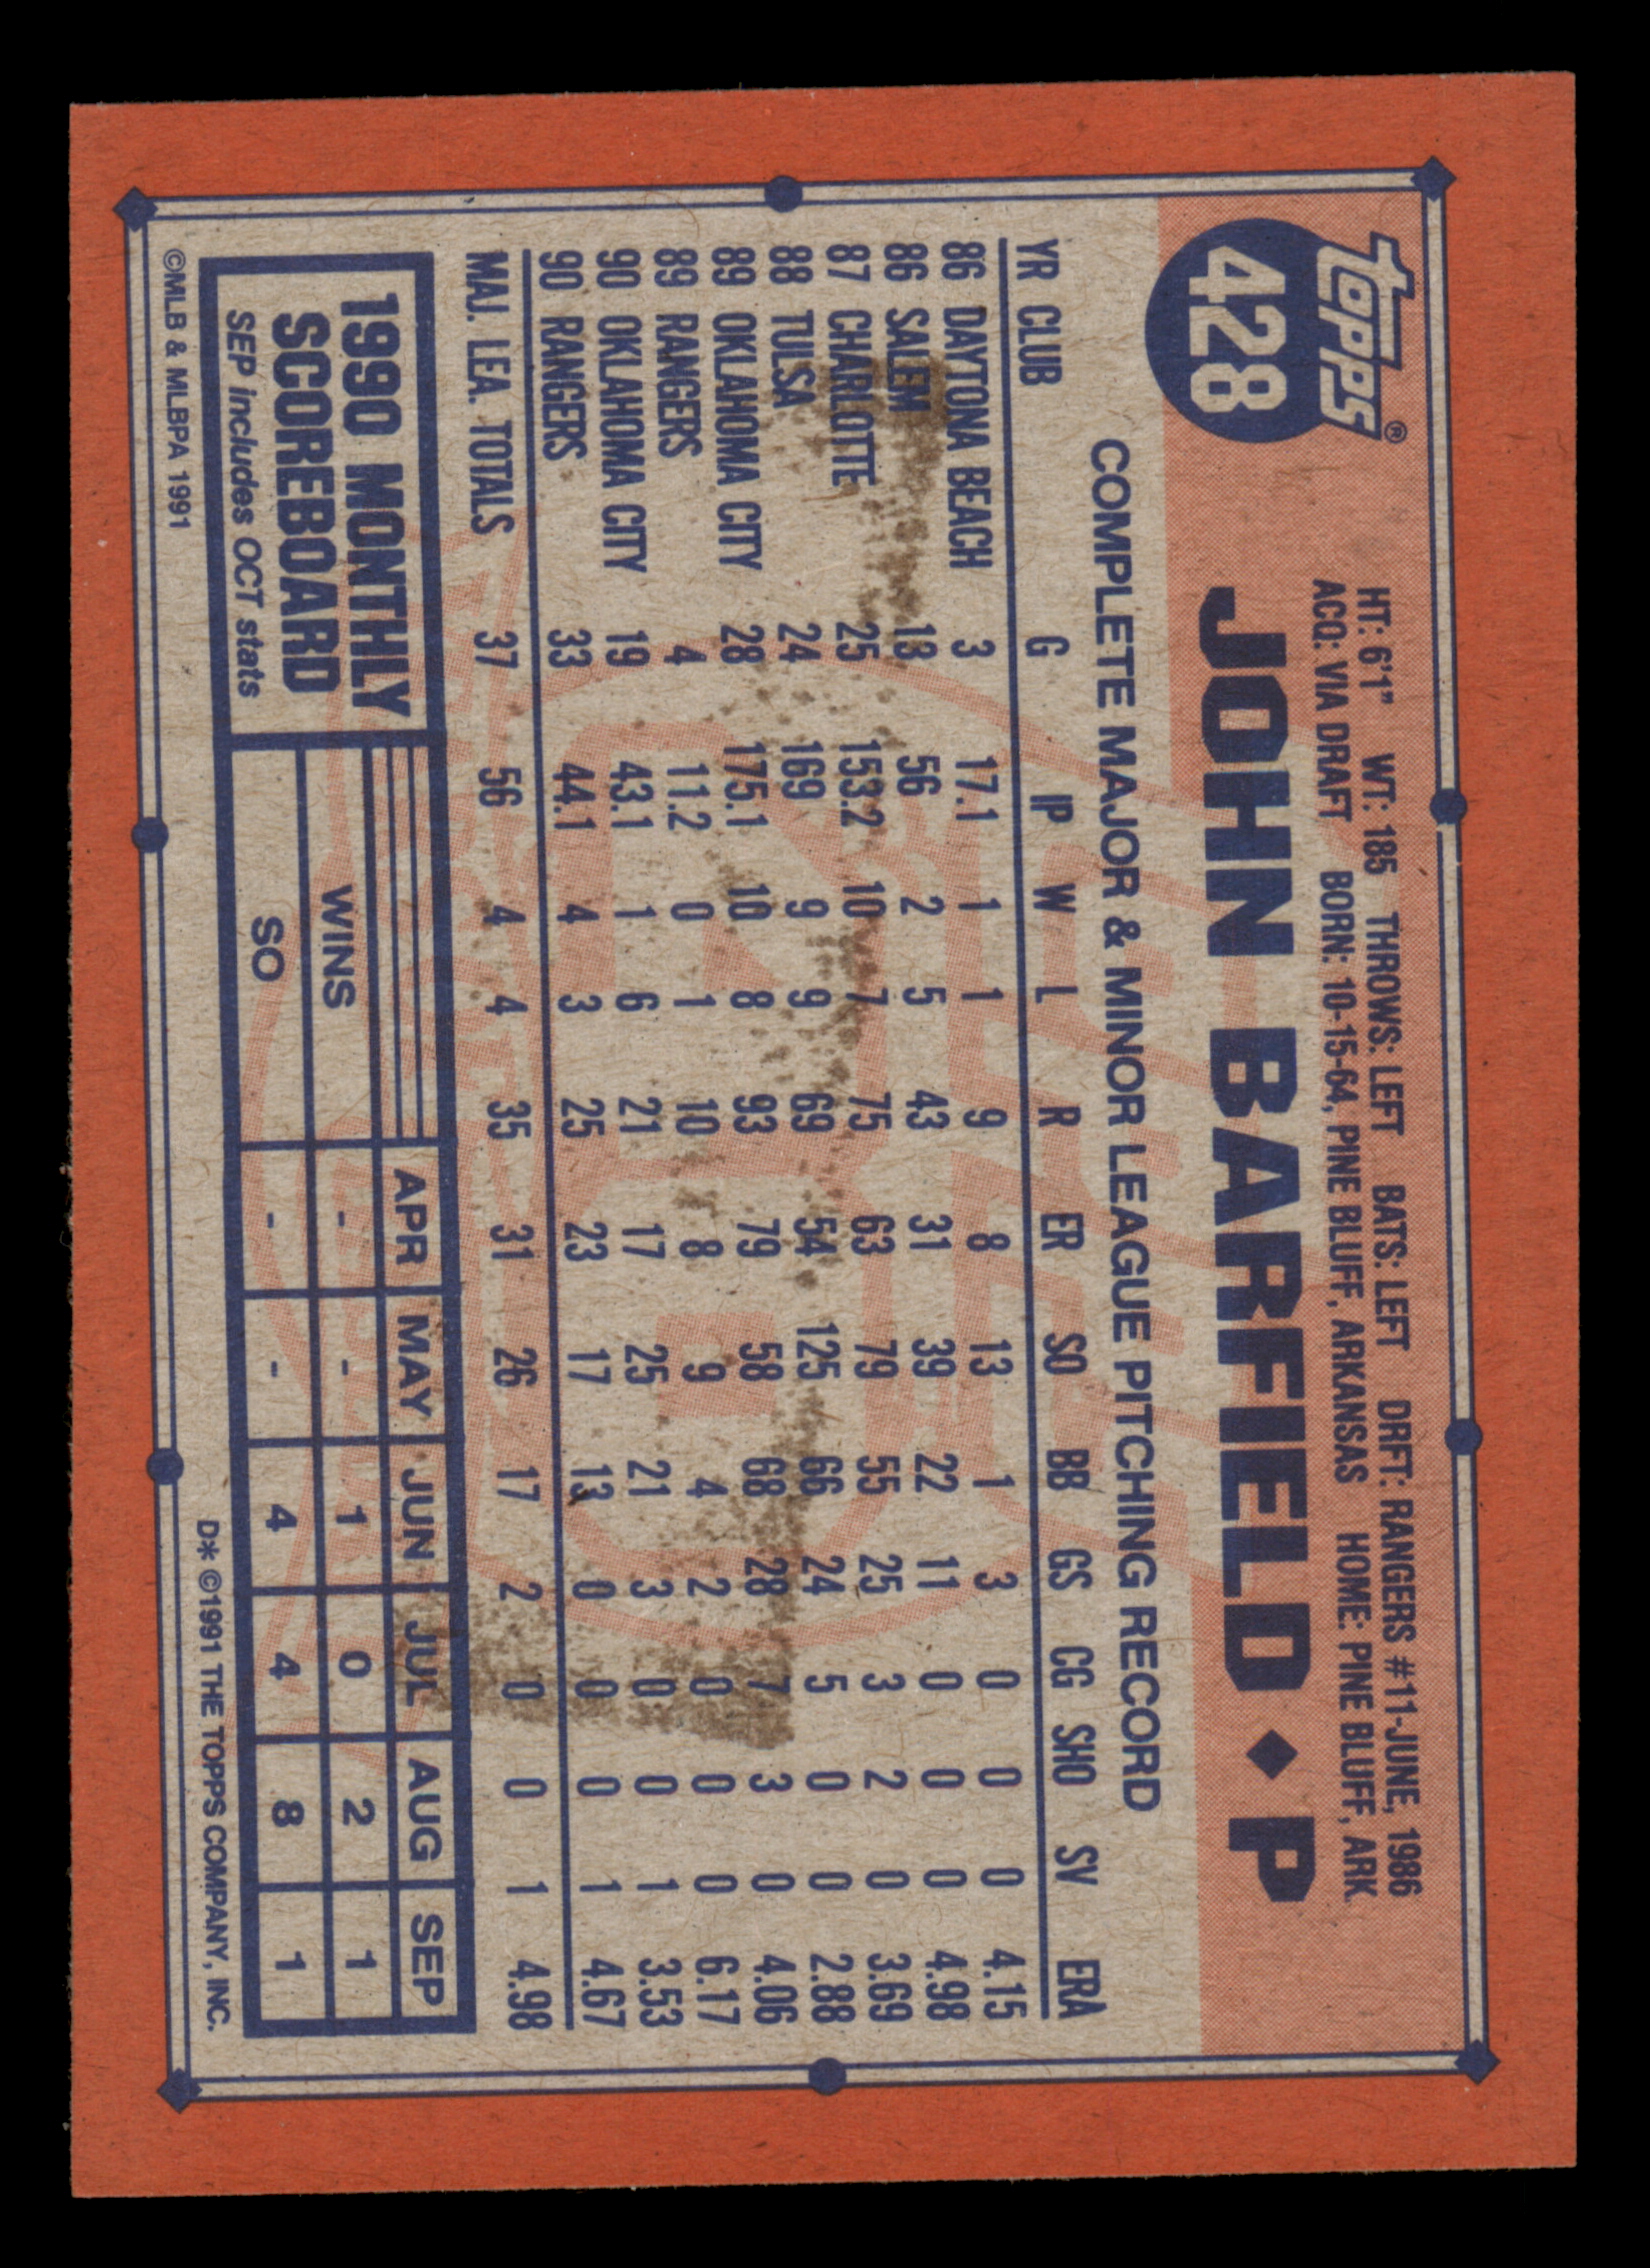 Topps®
428
HT: 6'1" WT: 185 THROWS: LEFT BATS: LEFT DRFT: RANGERS #11-JUNE, 1986
ACQ: VIA DRAFT BORN: 10-15-64, PINE BLUFF, ARKANSAS HOME: PINE BLUFF, ARK.
JOHN BARFIELD ◆ P
COMPLETE MAJOR & MINOR LEAGUE PITCHING RECORD
YR CLUB G IP W L R ER SO BB GS CG SHO SV ERA
86 DAYTONA BEACH 3 17.1 1 1 9 8 13 1 3 0 0 0 4.15
86 SALEM 13 56 2 5 43 31 39 22 11 0 0 0 4.98
87 CHARLOTTE 25 153.2 10 7 75 63 79 55 25 3 2 0 3.69
88 TULSA 24 169 9 9 69 54 125 66 24 5 0 0 2.88
89 OKLAHOMA CITY 28 175.1 10 8 93 79 58 68 28 7 3 0 4.06
89 RANGERS 4 11.2 0 1 10 8 9 4 2 0 0 0 6.17
90 OKLAHOMA CITY 19 43.1 1 6 21 17 25 21 3 0 0 1 3.53
90 RANGERS 33 44.1 4 3 25 23 17 13 0 0 0 1 4.67
MAJ. LEA. TOTALS 37 56 4 4 35 31 26 17 2 0 0 1 4.98
1990 MONTHLY
SCOREBOARD
SEP includes OCT stats
APR MAY JUN JUL AUG SEP
WINS - - 1 0 2 1
SO - - 4 4 8 1
©MLB & MLBPA 1991
D* ©1991 THE TOPPS COMPANY, INC.